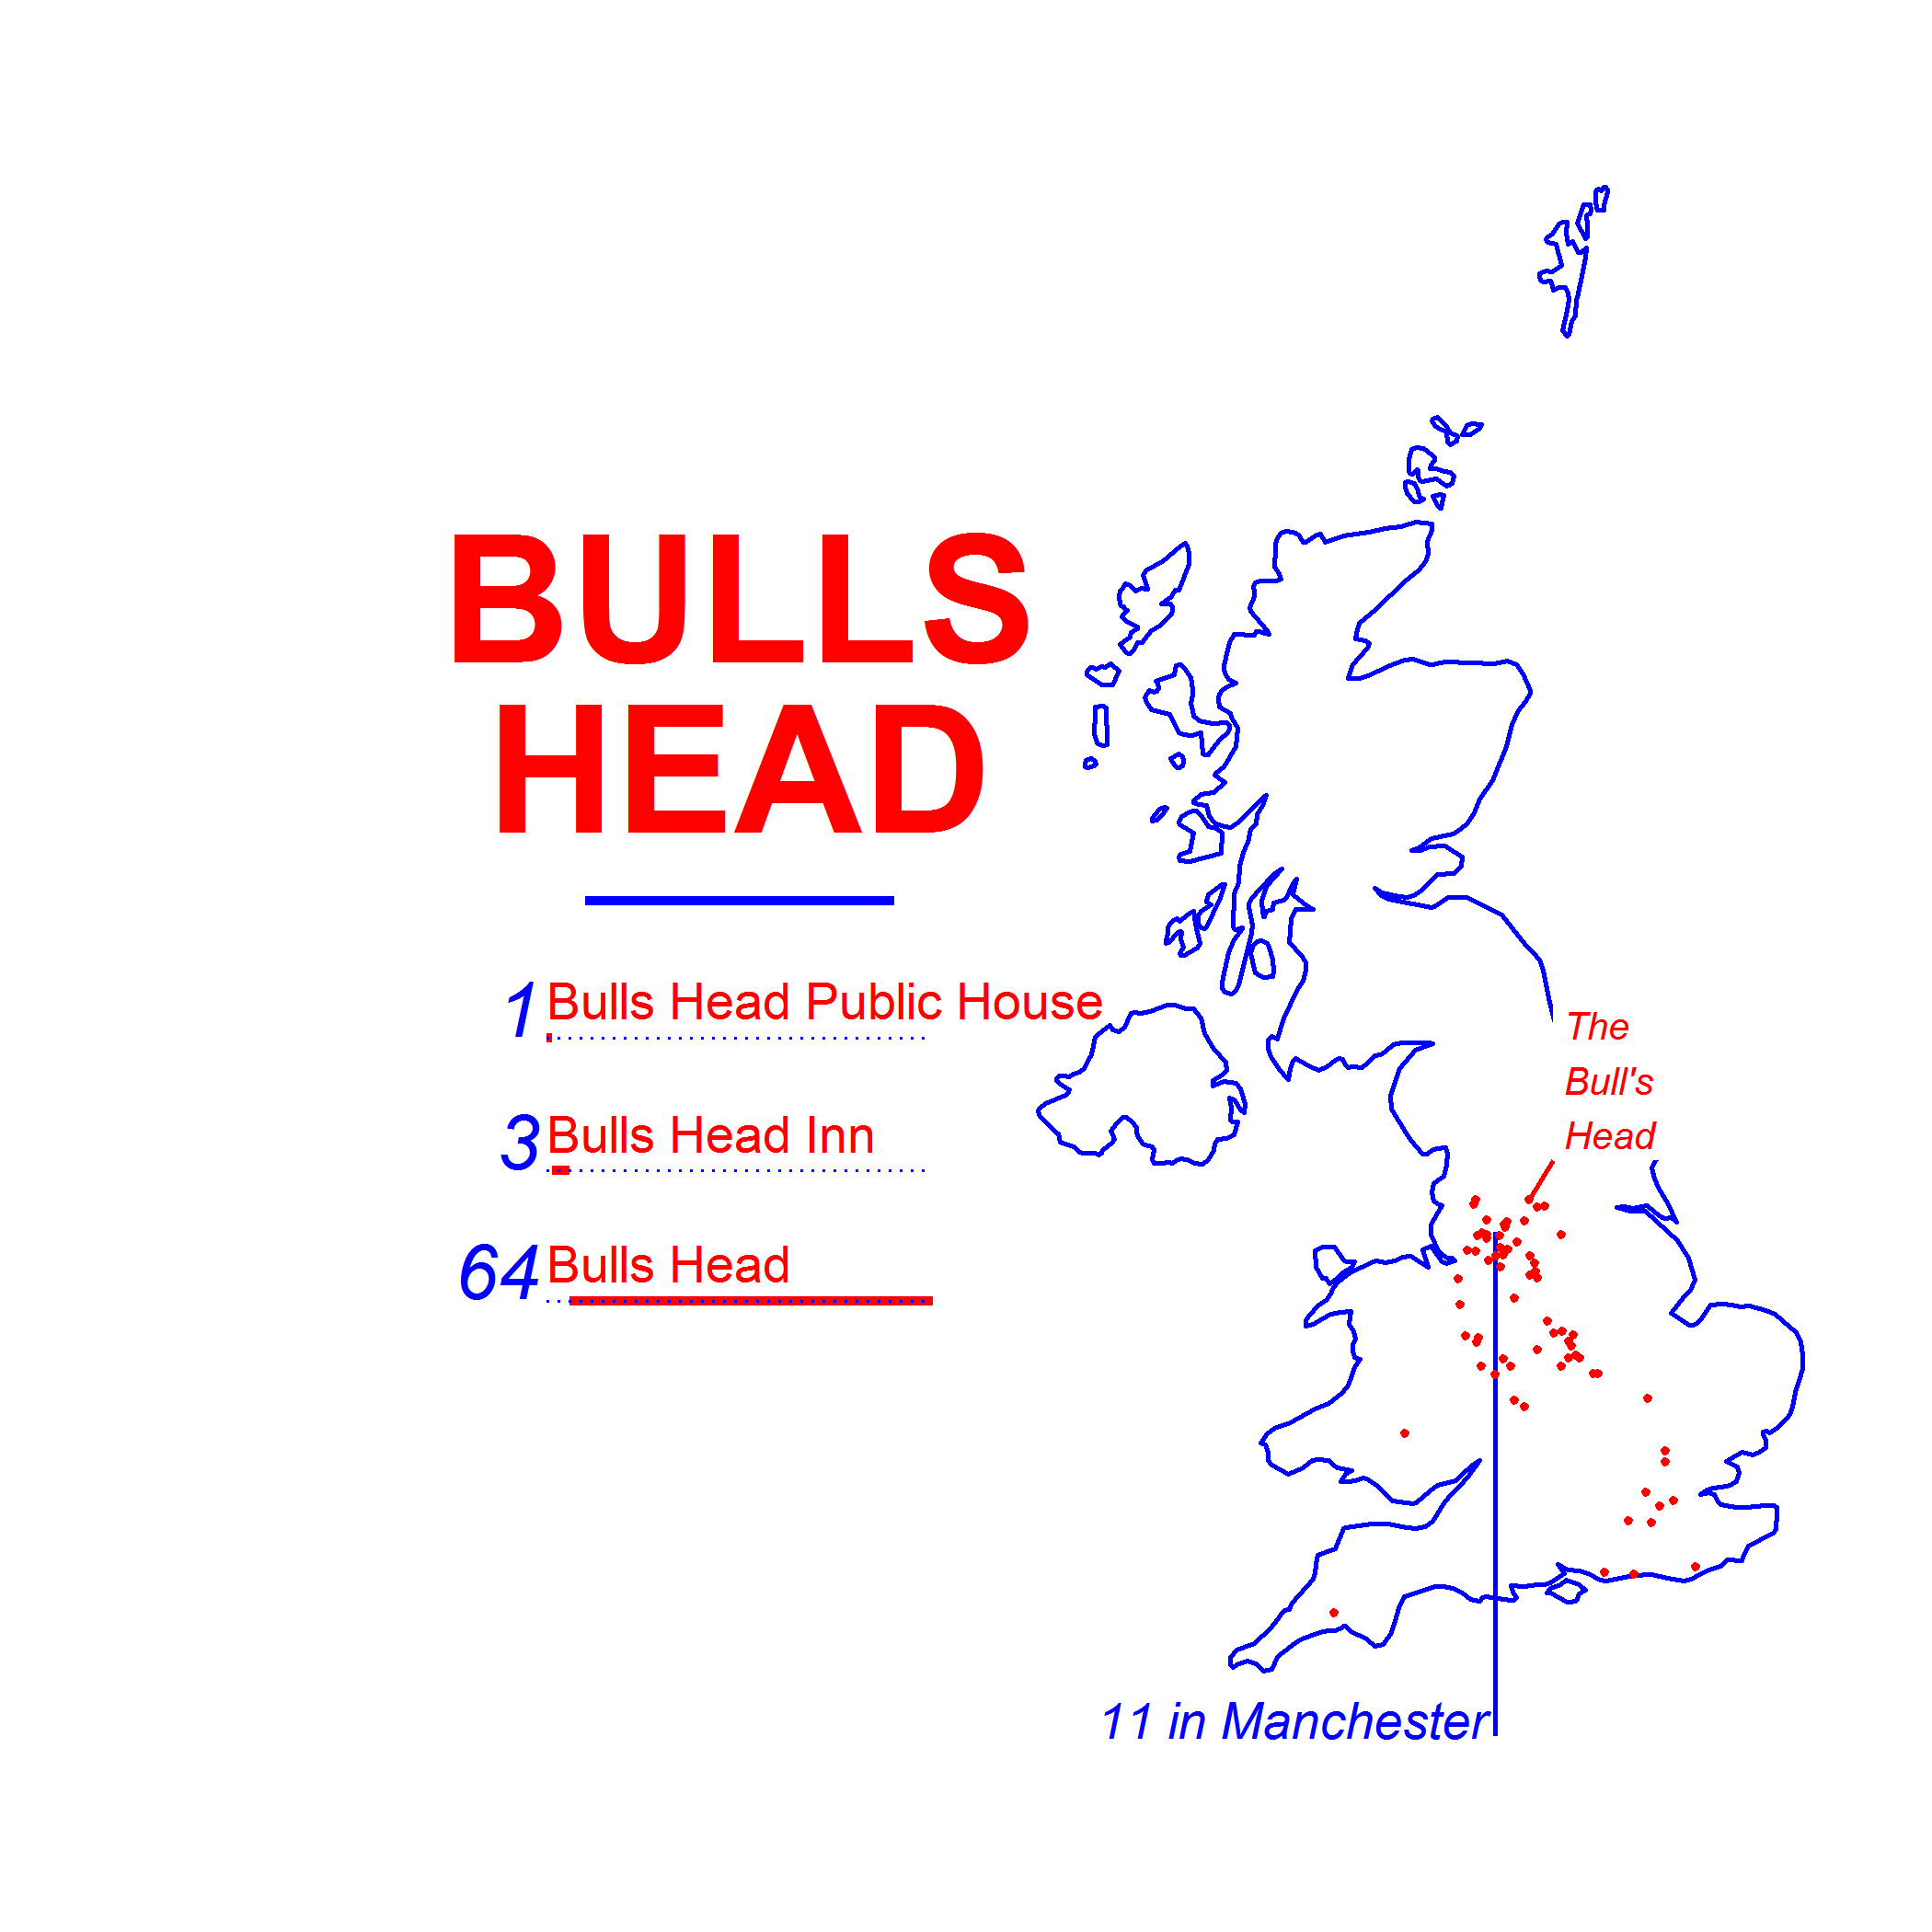 BULLS
HEAD
1 Bulls Head Public House
3 Bulls Head Inn
64 Bulls Head
The
Bull's
Head
11 in Manchester